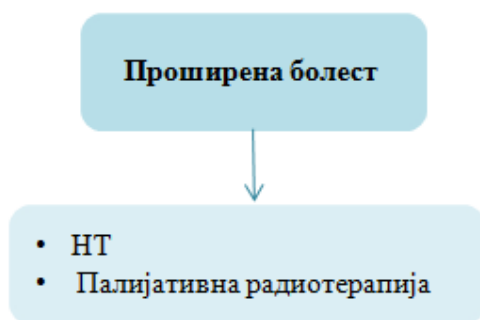 Проширена болест
• НТ
• Палијативна радиотерапија